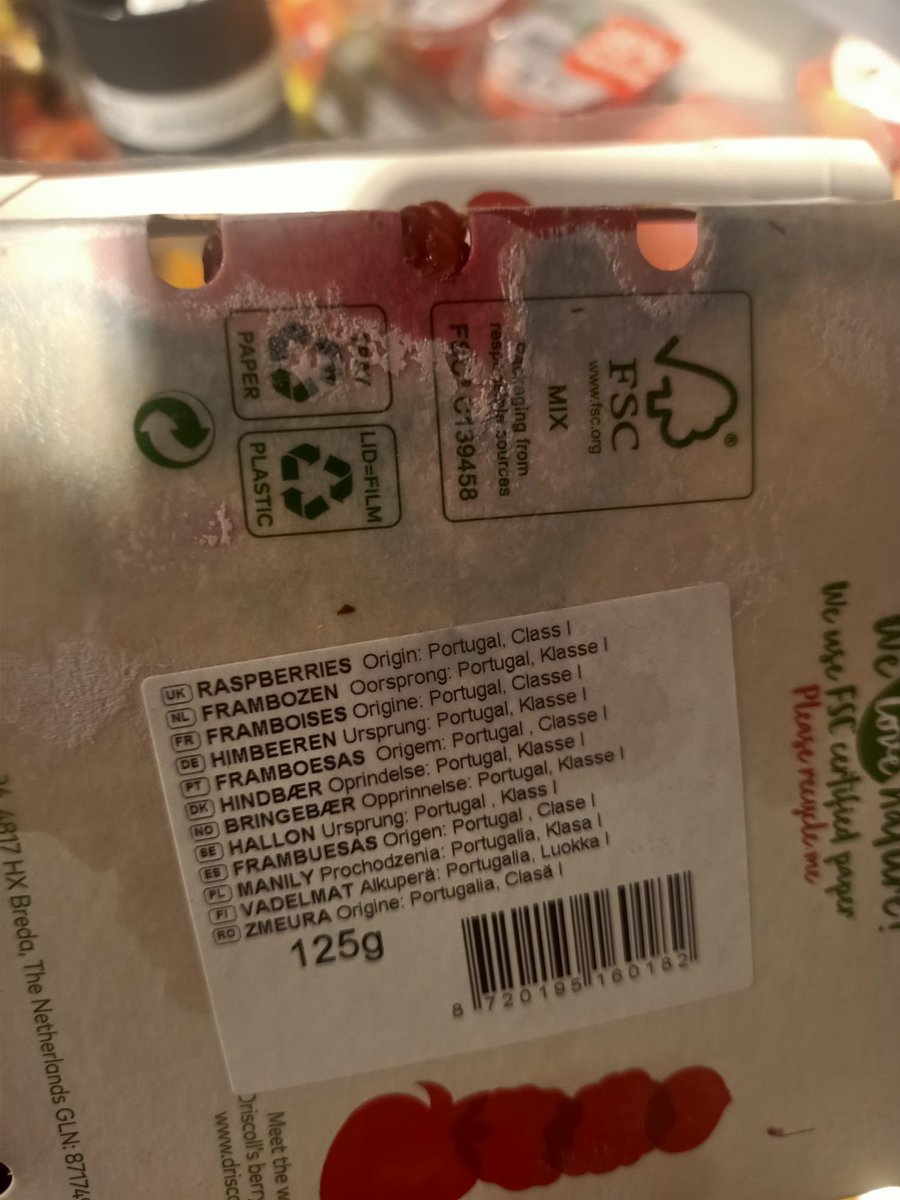 LID=FILM
PLASTIC
PAPER
FSC
www.fsc.org
MIX
C139458
We use FSC certified paper
Please recycle me
UK RASPBERRIES Origin: Portugal, Class I
NL FRAMBOZEN Oorsprong: Portugal, Klasse I
FR FRAMBOISES Origine: Portugal, Classe I
DE HIMBEEREN Ursprung: Portugal, Klasse I
PT FRAMBOESAS Origem: Portugal , Classe I
DK HINDBÆR Oprindelse: Portugal, Klasse I
NO BRINGEBÆR Opprinnelse: Portugal, Klasse I
SE HALLON Ursprung: Portugal , Klass I
ES FRAMBUESAS Origen: Portugal , Clase I
PL MANILY Prochodzenia: Portugalia, Klasa I
FI VADELMAT Alkuperä: Portugalia, Luokka I
RO ZMEURA Origine: Portugalia, Clasă I
125g
8 720195 160182
4817 HX Breda, The Netherlands GLN:
Meet the
Driscoll's